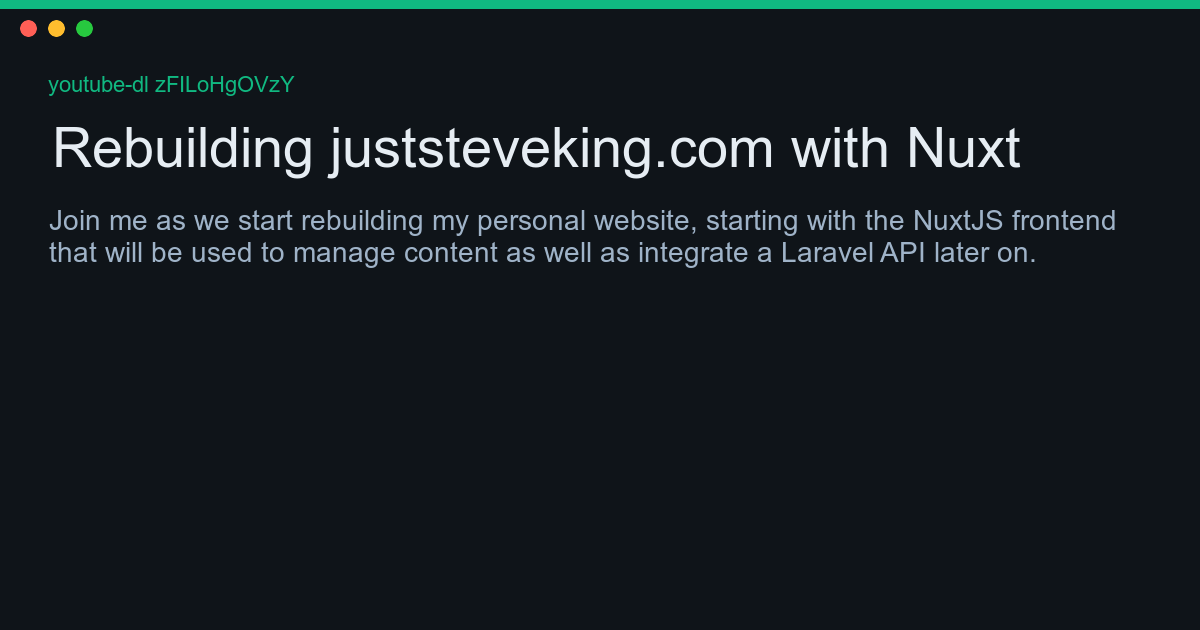 youtube-dl zFILoHgOVzY
Rebuilding juststeveking.com with Nuxt
Join me as we start rebuilding my personal website, starting with the NuxtJS frontend
that will be used to manage content as well as integrate a Laravel API later on.